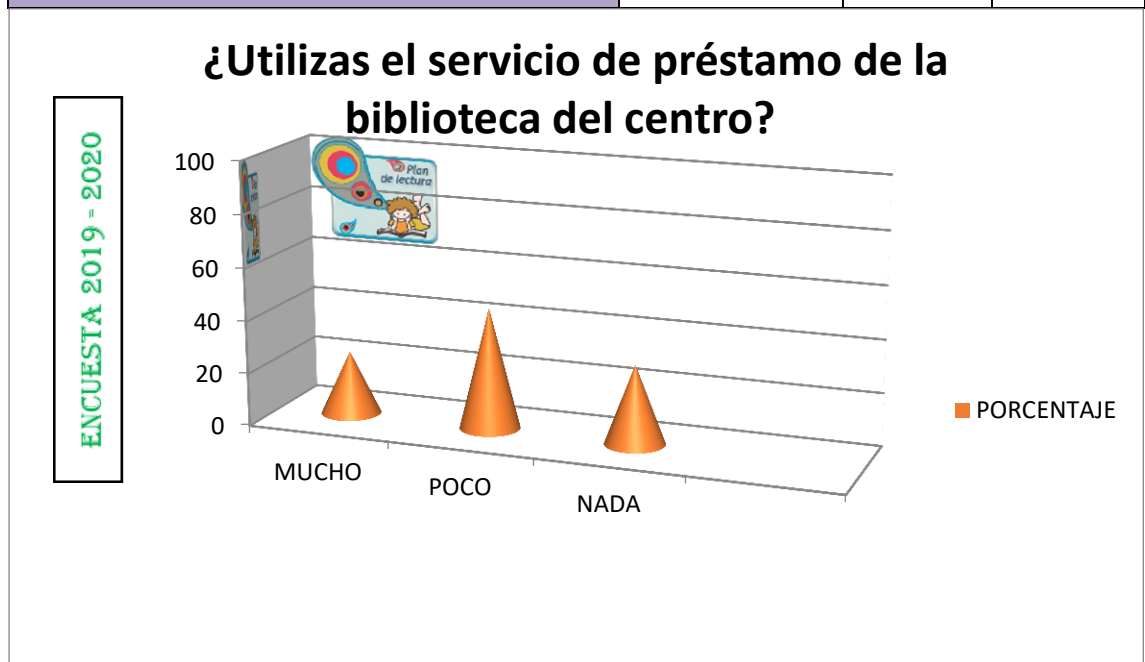 ¿Utilizas el servicio de préstamo de la
biblioteca del centro?
ENCUESTA 2019 - 2020
Plan
de lectura
100
80
60
40
20
0
MUCHO
POCO
NADA
PORCENTAJE